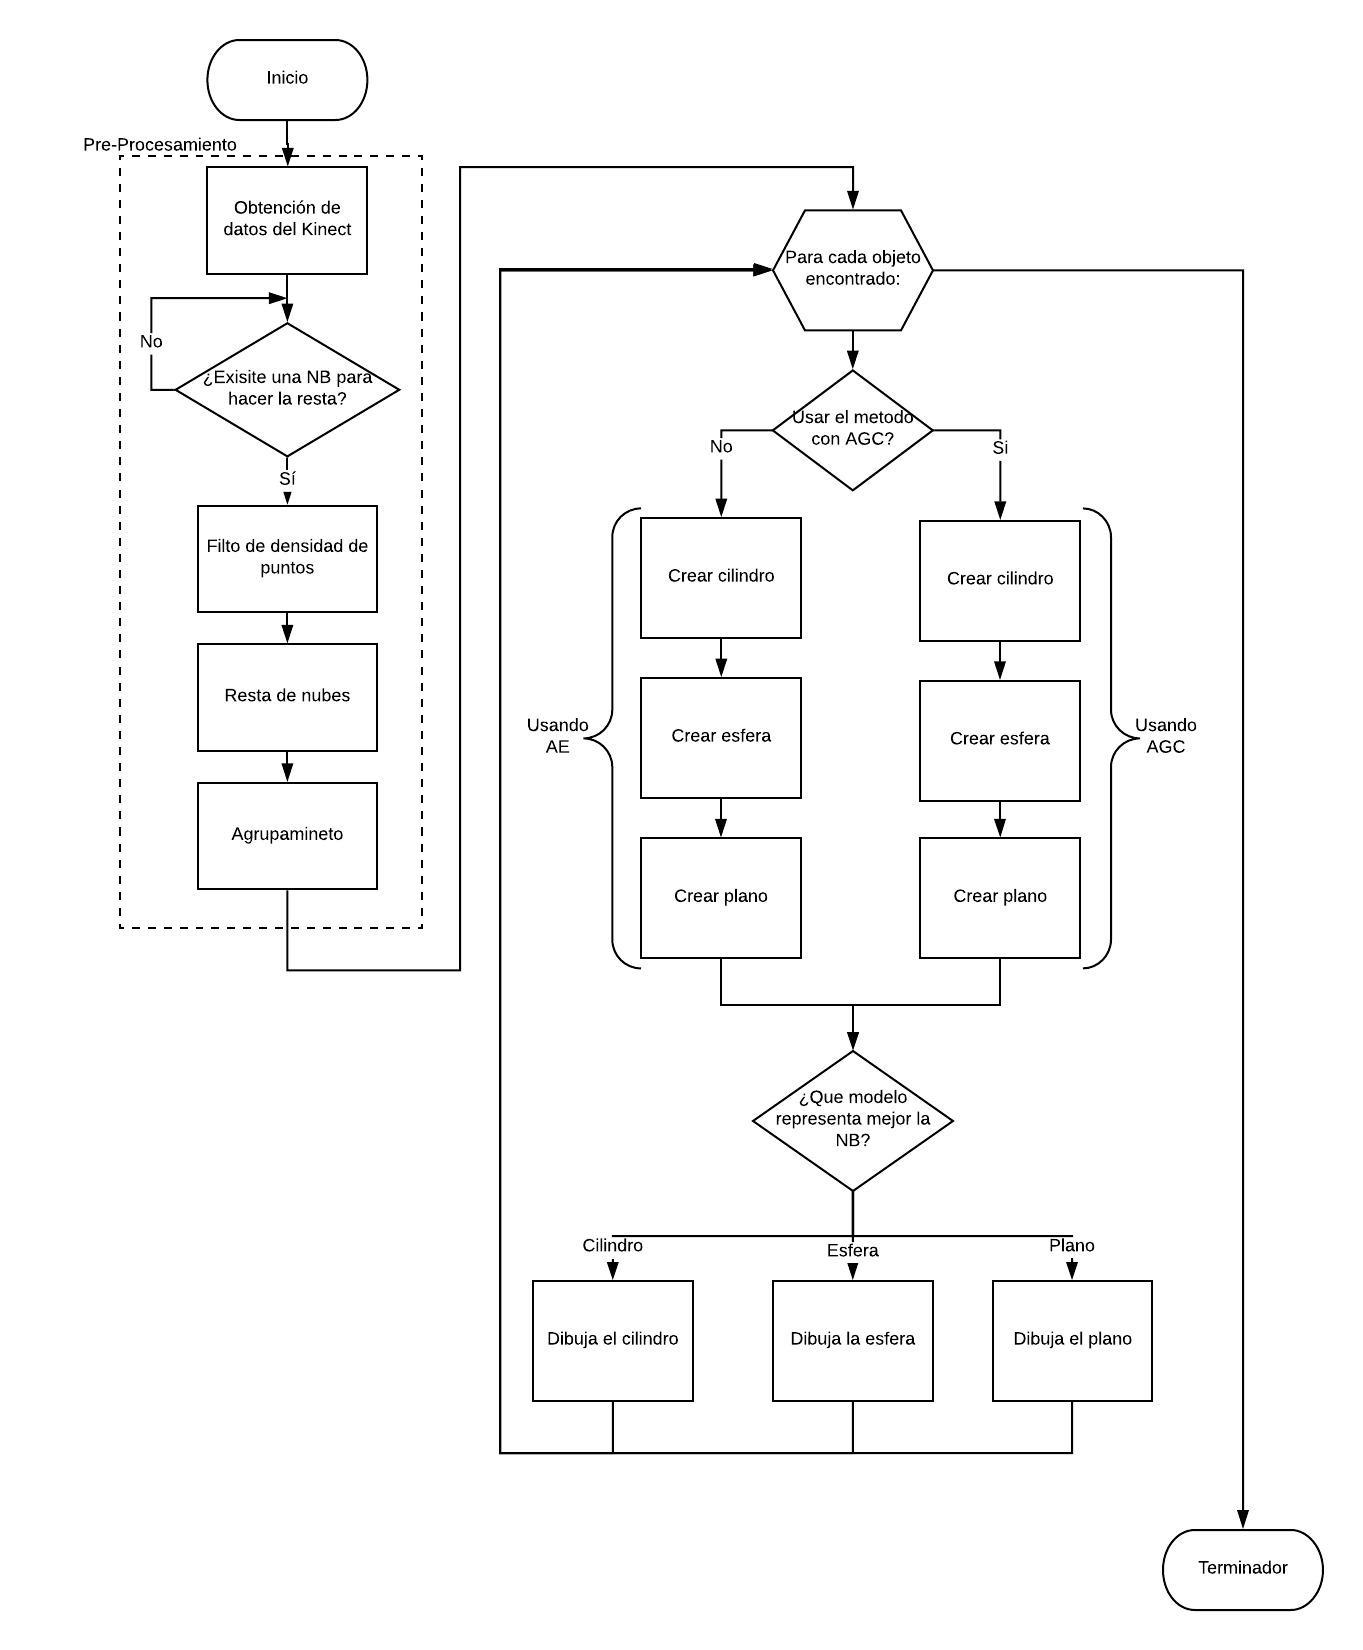 Inicio
Pre-Procesamiento
Obtención de
datos del Kinect
No
¿Exisite una NB para
hacer la resta?
Sí
Filto de densidad de
puntos
Resta de nubes
Agrupamineto
Para cada objeto
encontrado:
Usar el metodo
con AGC?
No
Si
Crear cilindro
Crear esfera
Crear plano
Usando
AE
Crear cilindro
Crear esfera
Crear plano
Usando
AGC
¿Que modelo
representa mejor la
NB?
Cilindro
Esfera
Plano
Dibuja el cilindro
Dibuja la esfera
Dibuja el plano
Terminador